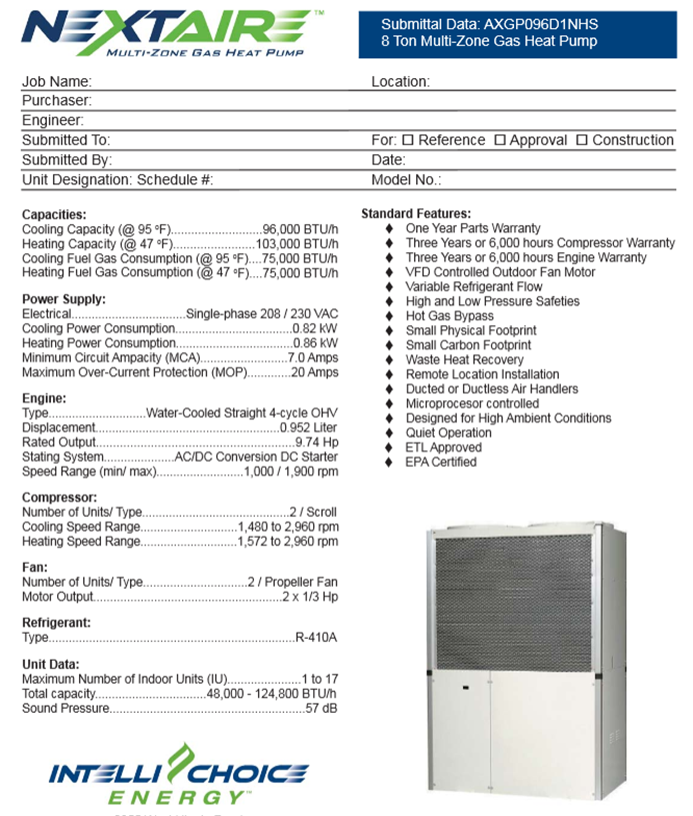 NEXTAIRE™
MULTI-ZONE GAS HEAT PUMP
Submittal Data: AXGP096D1NHS
8 Ton Multi-Zone Gas Heat Pump
Job Name: Location:
Purchaser:
Engineer:
Submitted To: For: ☐ Reference ☐ Approval ☐ Construction
Submitted By: Date:
Unit Designation: Schedule #: Model No.:
Capacities:
Cooling Capacity (@ 95 ºF)...........................96,000 BTU/h
Heating Capacity (@ 47 ºF)........................103,000 BTU/h
Cooling Fuel Gas Consumption (@ 95 ºF)....75,000 BTU/h
Heating Fuel Gas Consumption (@ 47 ºF)....75,000 BTU/h
Power Supply:
Electrical.................................Single-phase 208 / 230 VAC
Cooling Power Consumption..................................0.82 kW
Heating Power Consumption..................................0.86 kW
Minimum Circuit Ampacity (MCA).........................7.0 Amps
Maximum Over-Current Protection (MOP).............20 Amps
Engine:
Type............................Water-Cooled Straight 4-cycle OHV
Displacement......................................................0.952 Liter
Rated Output..........................................................9.74 Hp
Stating System....................AC/DC Conversion DC Starter
Speed Range (min/ max).........................1,000 / 1,900 rpm
Compressor:
Number of Units/ Type...........................................2 / Scroll
Cooling Speed Range............................1,480 to 2,960 rpm
Heating Speed Range............................1,572 to 2,960 rpm
Fan:
Number of Units/ Type..............................2 / Propeller Fan
Motor Output......................................................2 x 1/3 Hp
Refrigerant:
Type.......................................................................R-410A
Unit Data:
Maximum Number of Indoor Units (IU).....................1 to 17
Total capacity................................48,000 - 124,800 BTU/h
Sound Pressure.........................................................57 dB
Standard Features:
♦ One Year Parts Warranty
♦ Three Years or 6,000 hours Compressor Warranty
♦ Three Years or 6,000 hours Engine Warranty
♦ VFD Controlled Outdoor Fan Motor
♦ Variable Refrigerant Flow
♦ High and Low Pressure Safeties
♦ Hot Gas Bypass
♦ Small Physical Footprint
♦ Small Carbon Footprint
♦ Waste Heat Recovery
♦ Remote Location Installation
♦ Ducted or Ductless Air Handlers
♦ Microprocesor controlled
♦ Designed for High Ambient Conditions
♦ Quiet Operation
♦ ETL Approved
♦ EPA Certified
INTELLI CHOICE
ENERGY™